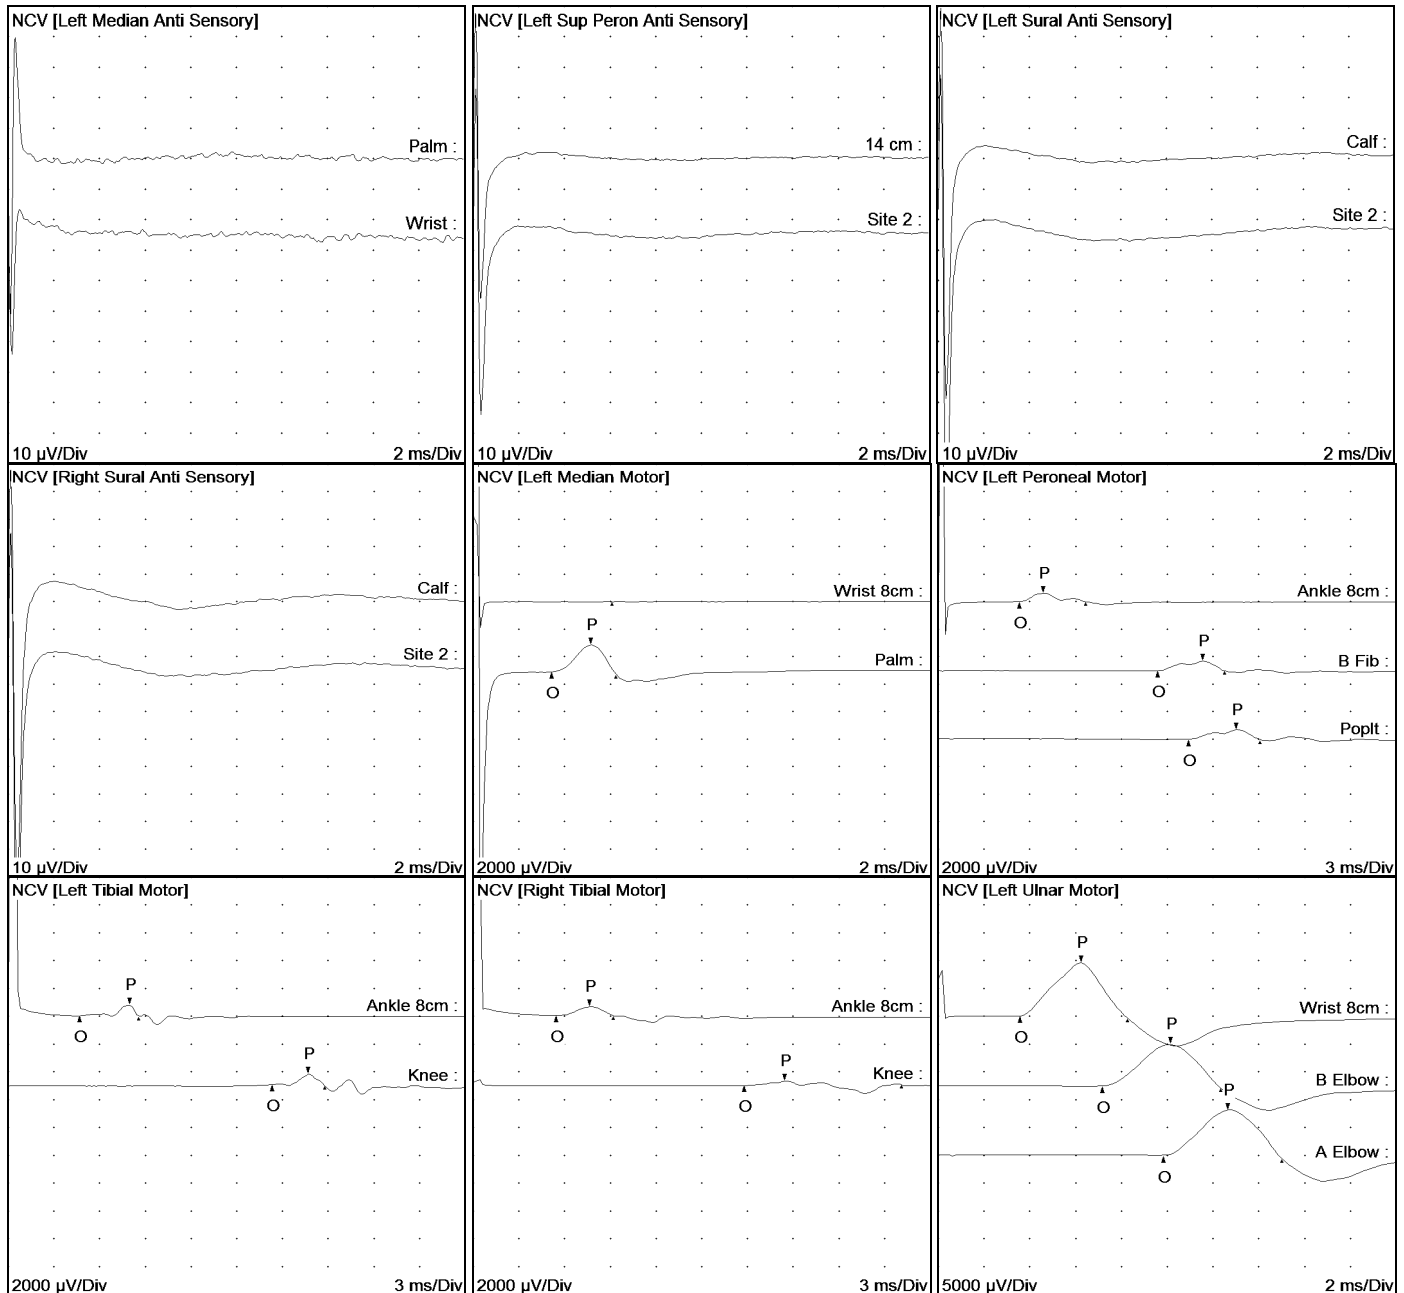 NCV [Left Median Anti Sensory]
Palm :
Wrist :
10 µV/Div 2 ms/Div
NCV [Left Sup Peron Anti Sensory]
14 cm :
Site 2 :
10 µV/Div 2 ms/Div
NCV [Left Sural Anti Sensory]
Calf :
Site 2 :
10 µV/Div 2 ms/Div
NCV [Right Sural Anti Sensory]
Calf :
Site 2 :
10 µV/Div 2 ms/Div
NCV [Left Median Motor]
Wrist 8cm :
P
Palm :
O
2000 µV/Div 2 ms/Div
NCV [Left Peroneal Motor]
P
Ankle 8cm :
O
P
B Fib :
O
P
Poplt :
O
2000 µV/Div 3 ms/Div
NCV [Left Tibial Motor]
P
Ankle 8cm :
O
P
Knee :
O
2000 µV/Div 3 ms/Div
NCV [Right Tibial Motor]
P
Ankle 8cm :
O
P
Knee :
O
2000 µV/Div 3 ms/Div
NCV [Left Ulnar Motor]
P
Wrist 8cm :
O
P
B Elbow :
O
P
A Elbow :
O
5000 µV/Div 2 ms/Div